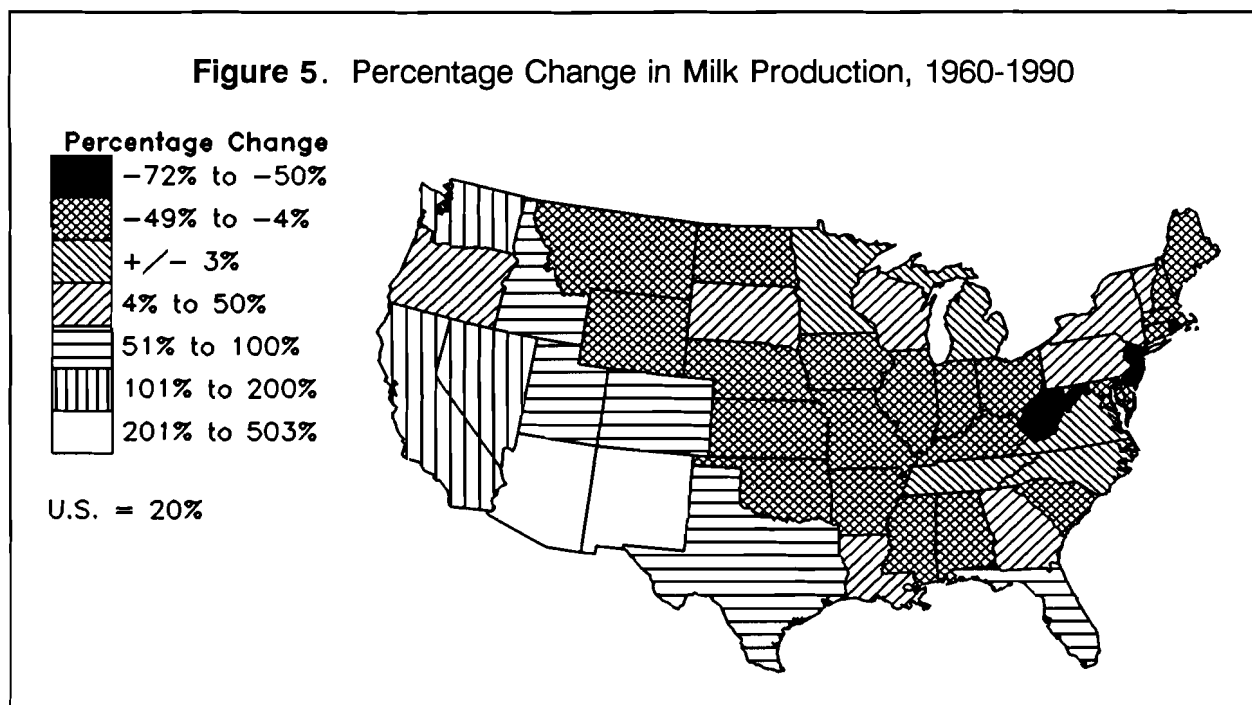 Figure 5. Percentage Change in Milk Production, 1960-1990
Percentage Change
-72% to -50%
-49% to -4%
+/- 3%
4% to 50%
51% to 100%
101% to 200%
201% to 503%
U.S. = 20%